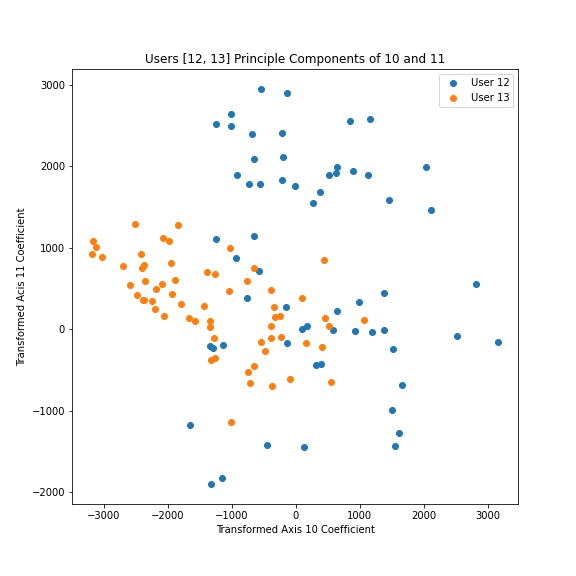 Users [12, 13] Principle Components of 10 and 11
User 12
User 13
3000
2000
1000
0
−1000
−2000
Transformed Acis 11 Coefficient
−3000
−2000
−1000
0
1000
2000
3000
Transformed Axis 10 Coefficient